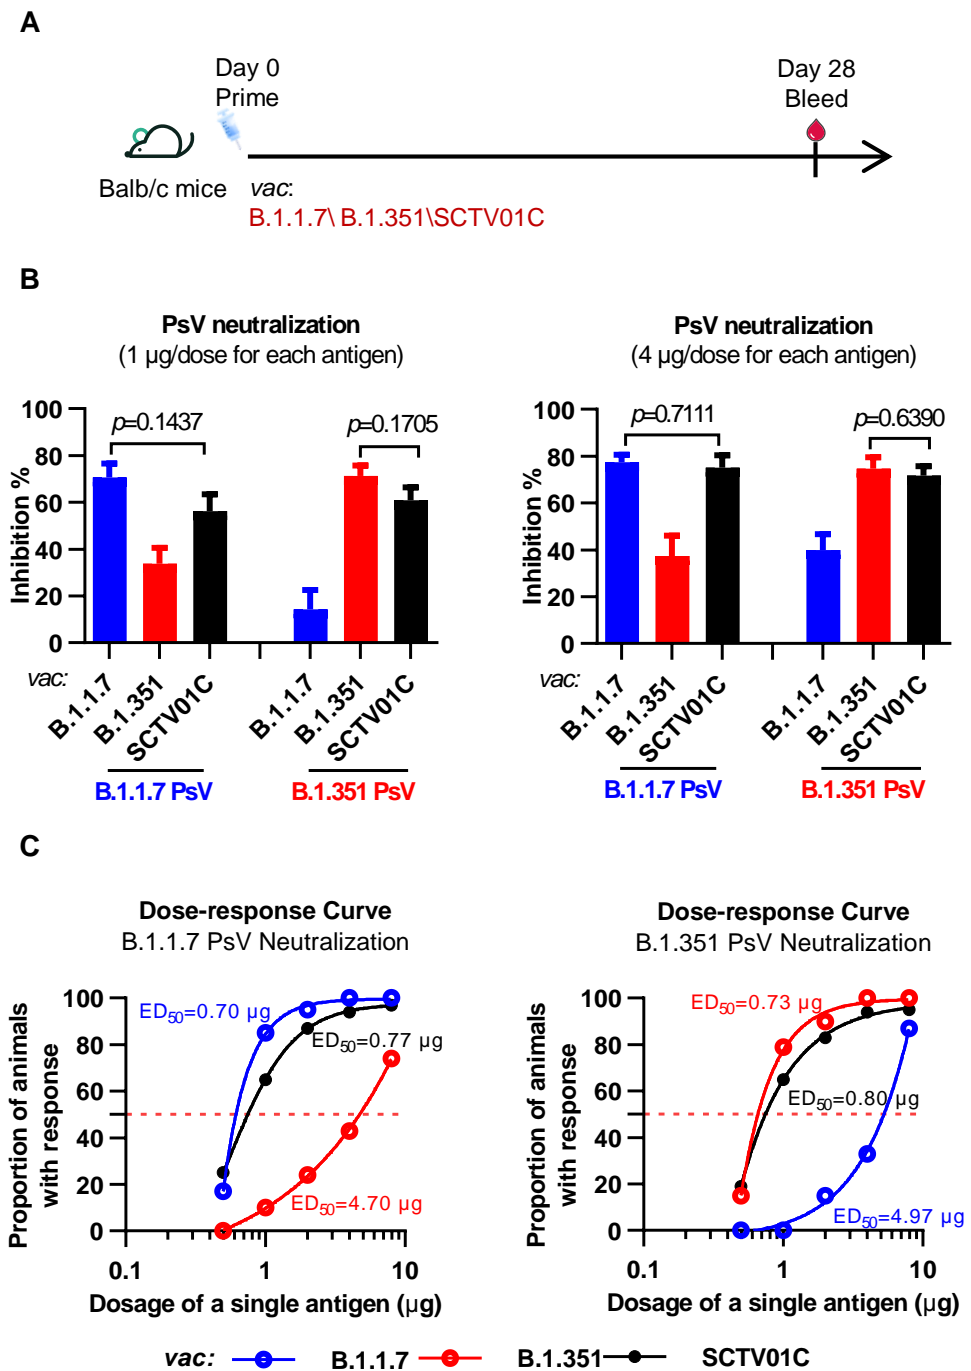 A
Day 0
Prime
Day 28
Bleed
Balb/c mice
vac:
B.1.1.7\ B.1.351\SCTV01C
B
PsV neutralization
(1 µg/dose for each antigen)
Inhibition %
100
80
60
40
20
0
p=0.1437
p=0.1705
vac:
B.1.1.7
B.1.351
SCTV01C
B.1.1.7
B.1.351
SCTV01C
B.1.1.7 PsV
B.1.351 PsV
PsV neutralization
(4 µg/dose for each antigen)
Inhibition %
100
80
60
40
20
0
p=0.7111
p=0.6390
vac:
B.1.1.7
B.1.351
SCTV01C
B.1.1.7
B.1.351
SCTV01C
B.1.1.7 PsV
B.1.351 PsV
C
Dose-response Curve
B.1.1.7 PsV Neutralization
Proportion of animals
with response
100
80
60
40
20
0
ED50=0.70 µg
ED50=0.77 µg
ED50=4.70 µg
0.1
1
10
Dosage of a single antigen (µg)
Dose-response Curve
B.1.351 PsV Neutralization
Proportion of animals
with response
100
80
60
40
20
0
ED50=0.73 µg
ED50=0.80 µg
ED50=4.97 µg
0.1
1
10
Dosage of a single antigen (µg)
vac: B.1.1.7 B.1.351 SCTV01C